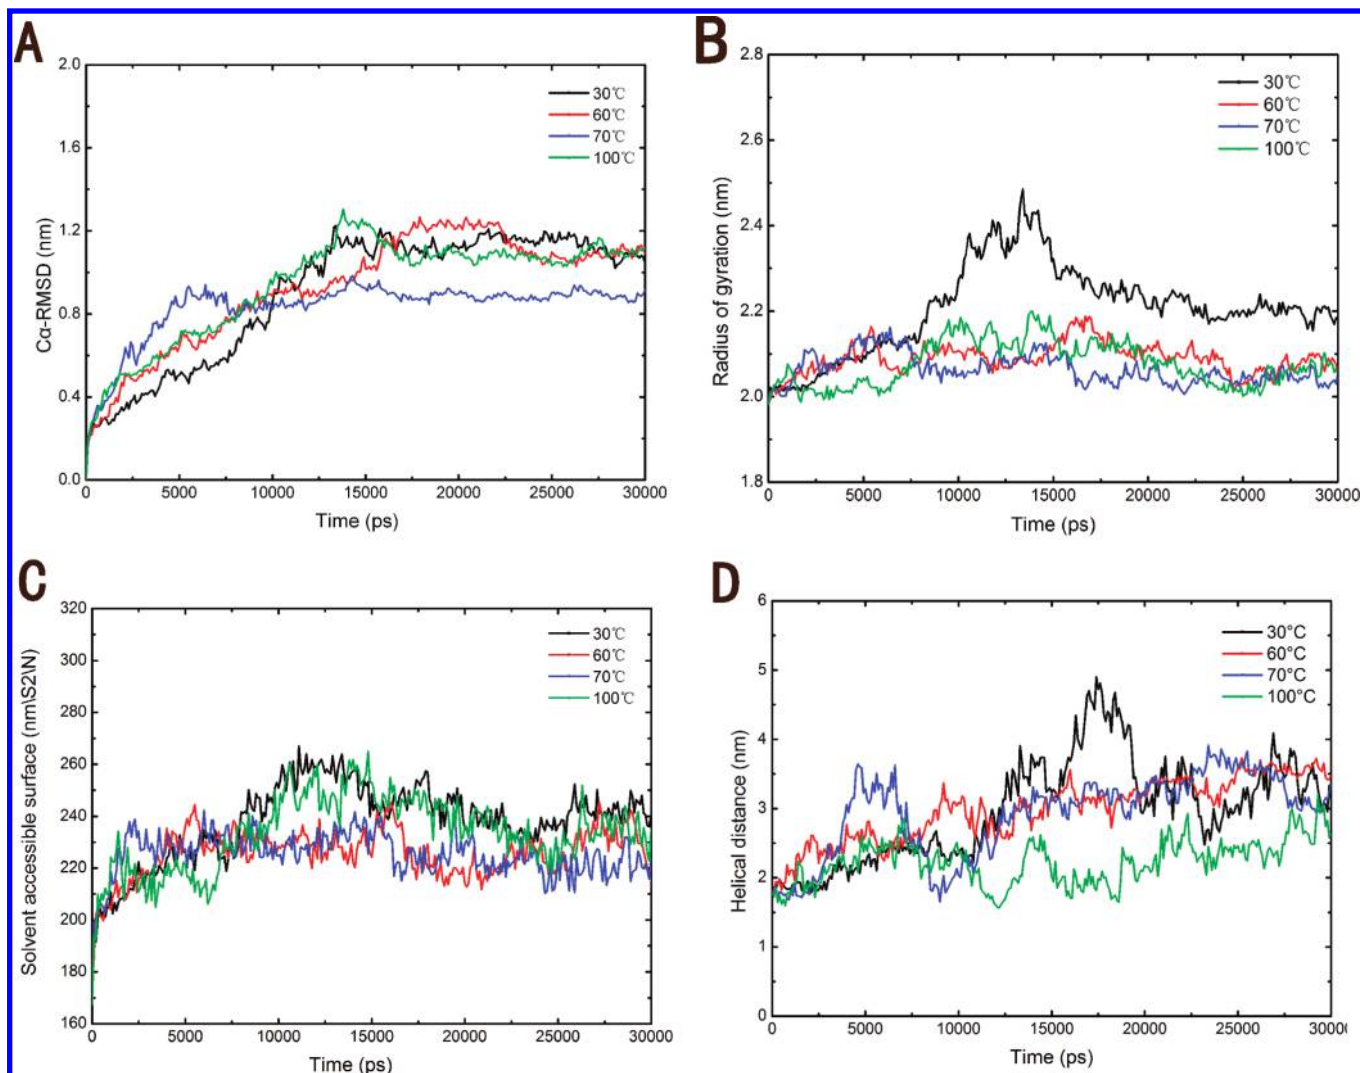 A
2.0
1.6
1.2
0.8
0.4
0.0
Cα-RMSD (nm)
30℃
60℃
70℃
100℃
0 5000 10000 15000 20000 25000 30000
Time (ps)
B
2.8
2.6
2.4
2.2
2.0
1.8
Radius of gyration (nm)
30℃
60℃
70℃
100℃
0 5000 10000 15000 20000 25000 30000
Time (ps)
C
320
300
280
260
240
220
200
180
160
Solvent accessible surface (nm\S2\N)
30℃
60℃
70℃
100℃
0 5000 10000 15000 20000 25000 30000
Time (ps)
D
6
5
4
3
2
1
0
Helical distance (nm)
30°C
60°C
70°C
100°C
0 5000 10000 15000 20000 25000 30000
Time (ps)